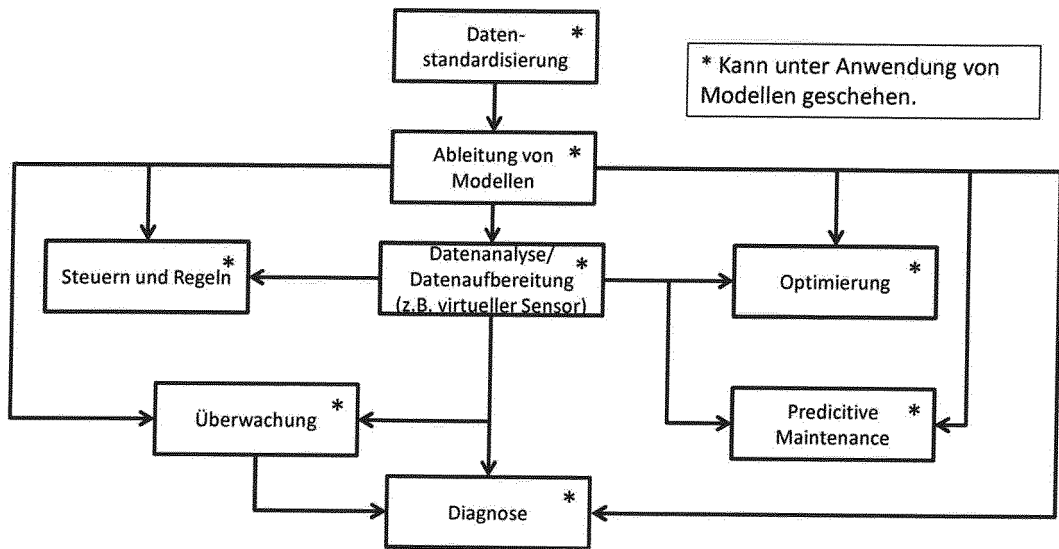 Daten- *
standardisierung
* Kann unter Anwendung von
Modellen geschehen.
Ableitung von *
Modellen
Steuern und Regeln *
Datenanalyse/
Datenaufbereitung *
(z.B. virtueller Sensor)
Optimierung *
Überwachung *
Predicitive *
Maintenance
Diagnose *